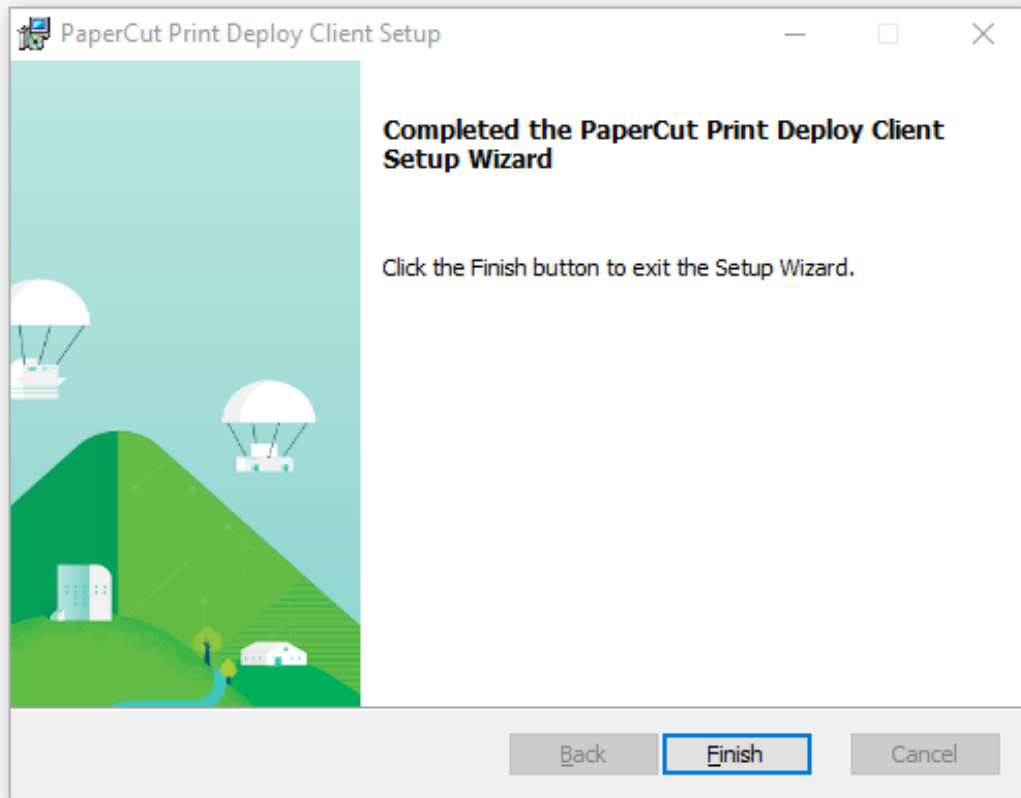 PaperCut Print Deploy Client Setup
Completed the PaperCut Print Deploy Client
Setup Wizard
Click the Finish button to exit the Setup Wizard.
Back
Finish
Cancel